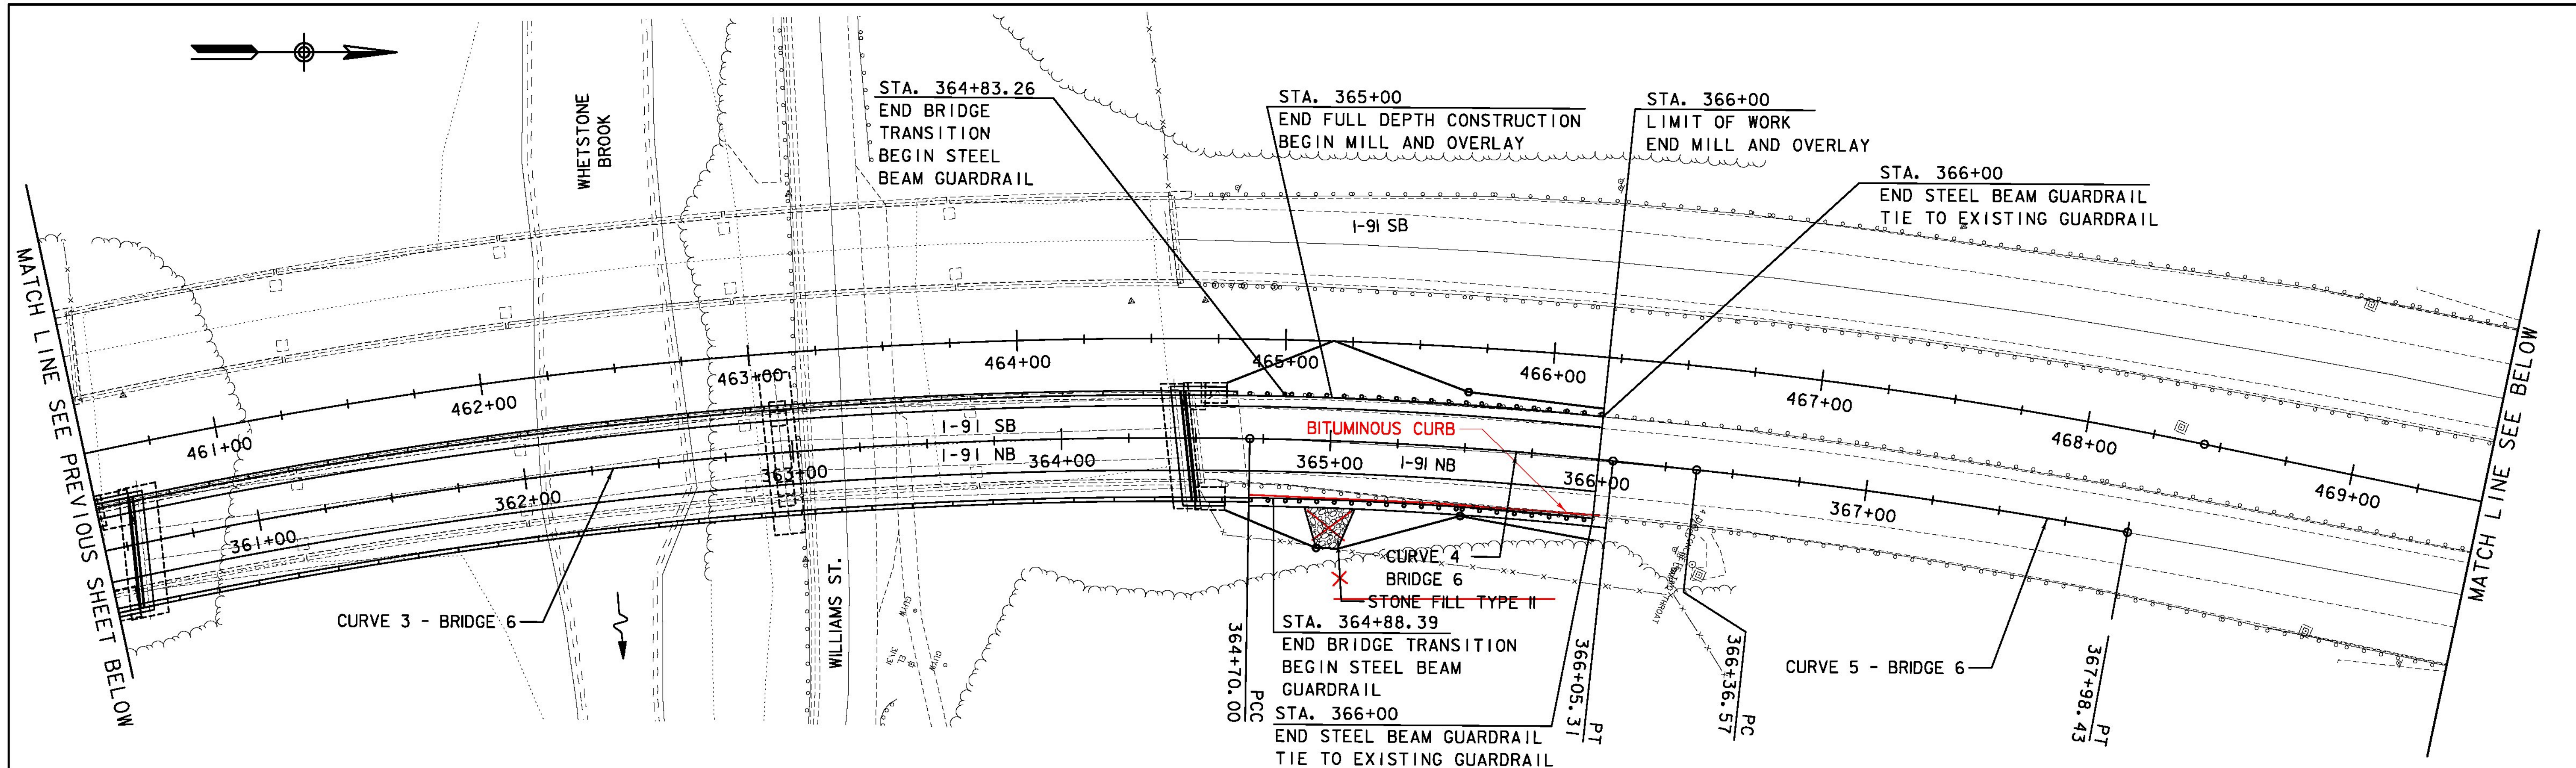 STA. 364+83.26
END BRIDGE
TRANSITION
BEGIN STEEL
BEAM GUARDRAIL
STA. 365+00
END FULL DEPTH CONSTRUCTION
BEGIN MILL AND OVERLAY
STA. 366+00
LIMIT OF WORK
END MILL AND OVERLAY
STA. 366+00
END STEEL BEAM GUARDRAIL
TIE TO EXISTING GUARDRAIL
WHETSTONE
BROOK
I-91 SB
MATCH LINE SEE PREVIOUS SHEET BELOW
MATCH LINE SEE BELOW
461+00
462+00
463+00
464+00
465+00
466+00
467+00
468+00
469+00
I-91 SB
I-91 NB
BITUMINOUS CURB
I-91 NB
361+00
362+00
363+00
364+00
365+00
366+00
367+00
CURVE 3 - BRIDGE 6
WILLIAMS ST.
GUYW
GUYW
CURVE 4
BRIDGE 6
STONE FILL TYPE II
STA. 364+88.39
END BRIDGE TRANSITION
BEGIN STEEL BEAM
GUARDRAIL
STA. 366+00
END STEEL BEAM GUARDRAIL
TIE TO EXISTING GUARDRAIL
364+70.00
PCC
366+05.31
PT
366+36.57
PC
CURVE 5 - BRIDGE 6
367+98.43
PT